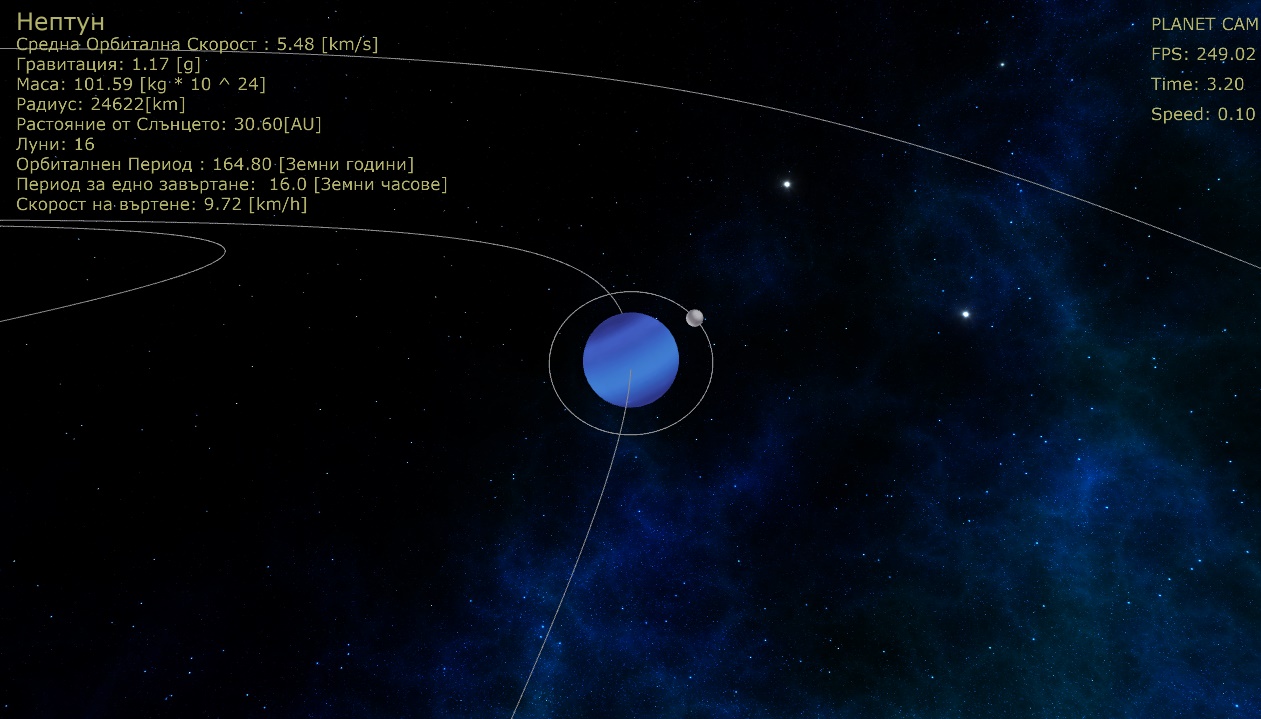 Нептун
Средна Орбитална Скорост : 5.48 [km/s]
Гравитация: 1.17 [g]
Маса: 101.59 [kg * 10 ^ 24]
Радиус: 24622[km]
Растояние от Слънцето: 30.60[AU]
Луни: 16
Орбиталнен Период : 164.80 [Земни години]
Период за едно завъртане:  16.0 [Земни часове]
Скорост на въртене: 9.72 [km/h]
PLANET CAM
FPS: 249.02
Time: 3.20
Speed: 0.10